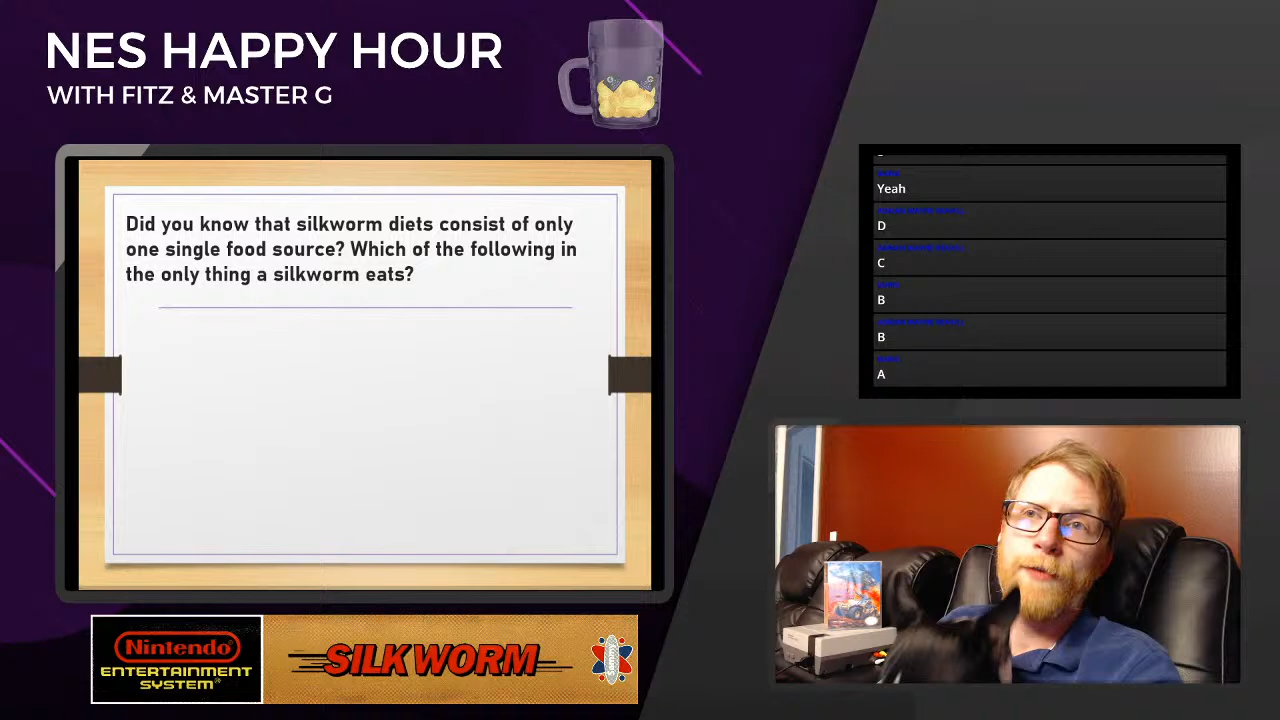 NES HAPPY HOUR
WITH FITZ & MASTER G
Did you know that silkworm diets consist of only
one single food source? Which of the following in
the only thing a silkworm eats?
Yeah
D
C
B
B
A
Nintendo
ENTERTAINMENT
SYSTEM
SILKWORM
Sammy